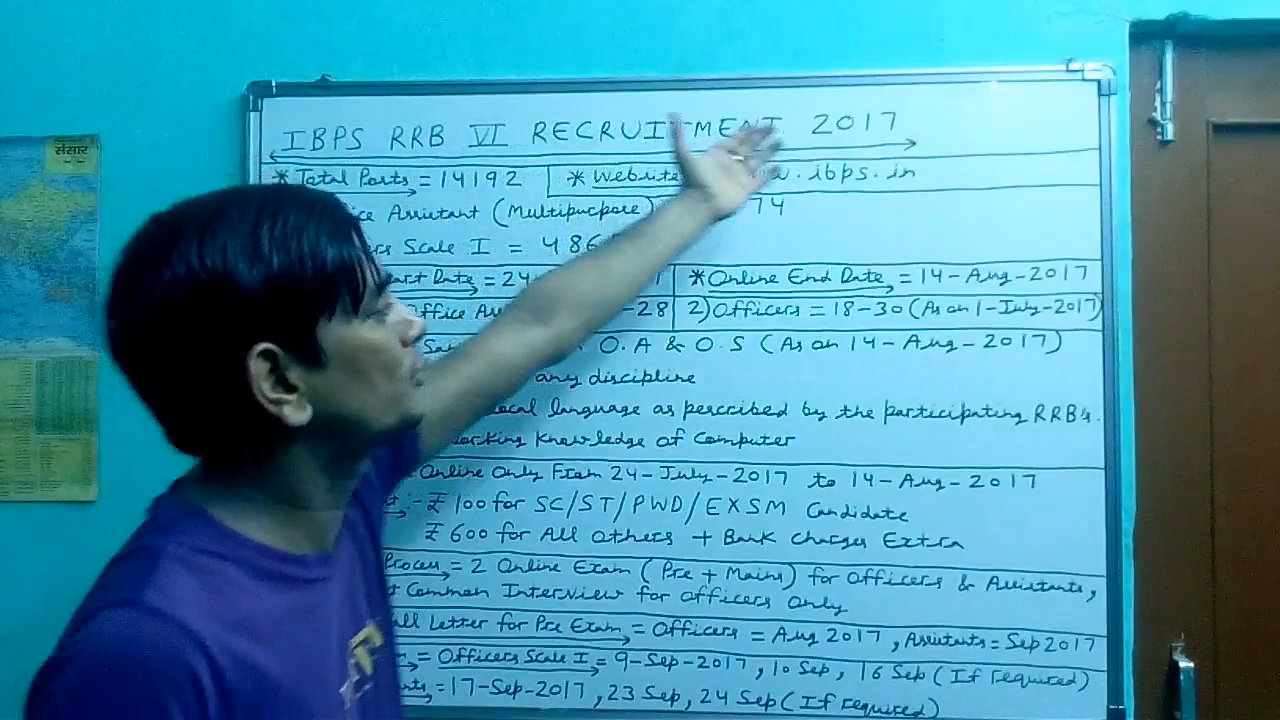 संसार
IBPS RRB VI RECRUITMENT 2017
* Total Posts = 14192 * Website .ibps.in
Assistant (Multipurpose) 74
Scale I = 486
Date = 24 * Online End Date = 14-Aug-2017
-28 2) Officers = 18-30 (As on 1-July-2017)
O.A & O.S (As on 14-Aug-2017)
any discipline
language as perscribed by the participating RRB's.
Knowledge of Computer
Online Only From 24-July-2017 to 14-Aug-2017
:- ₹ 100 for SC/ST/PWD/EXSM Candidate
₹ 600 for All Others + Bank Charges Extra
Process = 2 Online Exam (Pre + Mains) for Officers & Assistants,
Common Interview for Officers Only
Letter for Pre Exam = Officers = Aug 2017, Assistants = Sep 2017
= Officers Scale I = 9-Sep-2017, 10 Sep, 16 Sep (If required)
= 17-Sep-2017, 23 Sep, 24 Sep (If required)